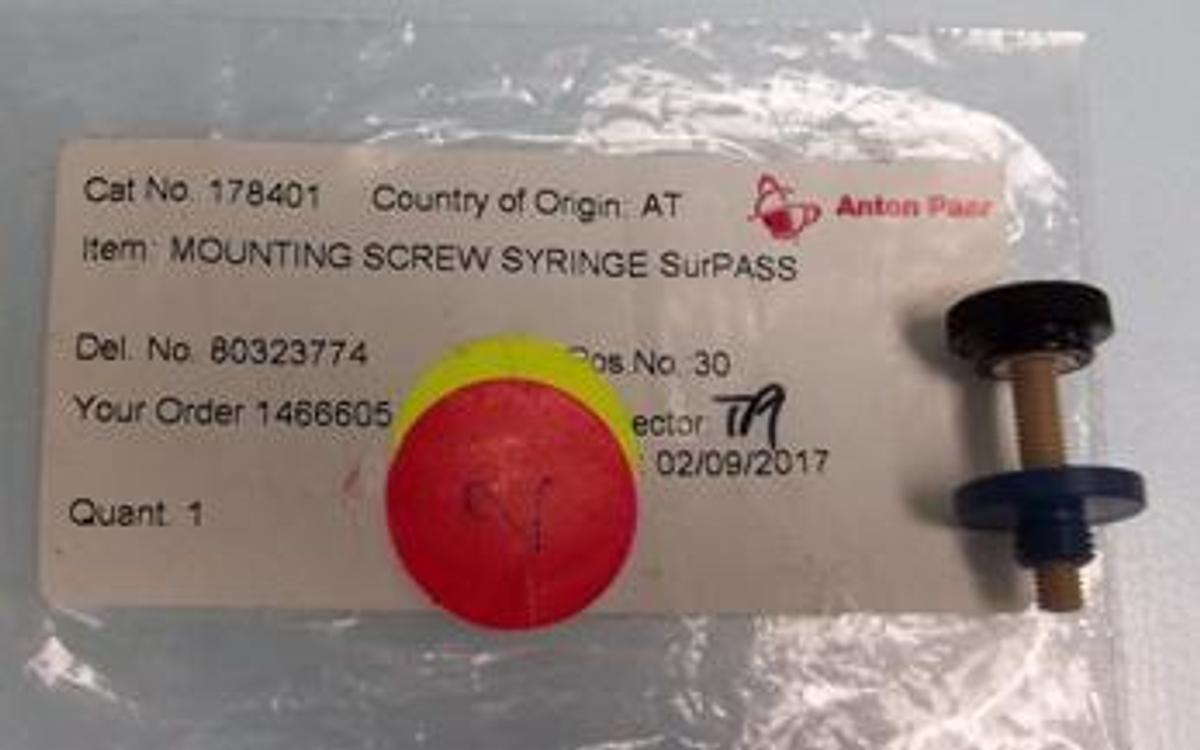 Cat No. 178401 Country of Origin: AT Anton Paar
Item: MOUNTING SCREW SYRINGE SurPASS
Del. No. 80323774 Pos.No. 30
Your Order 1466605 ector:
: 02/09/2017
Quant. 1